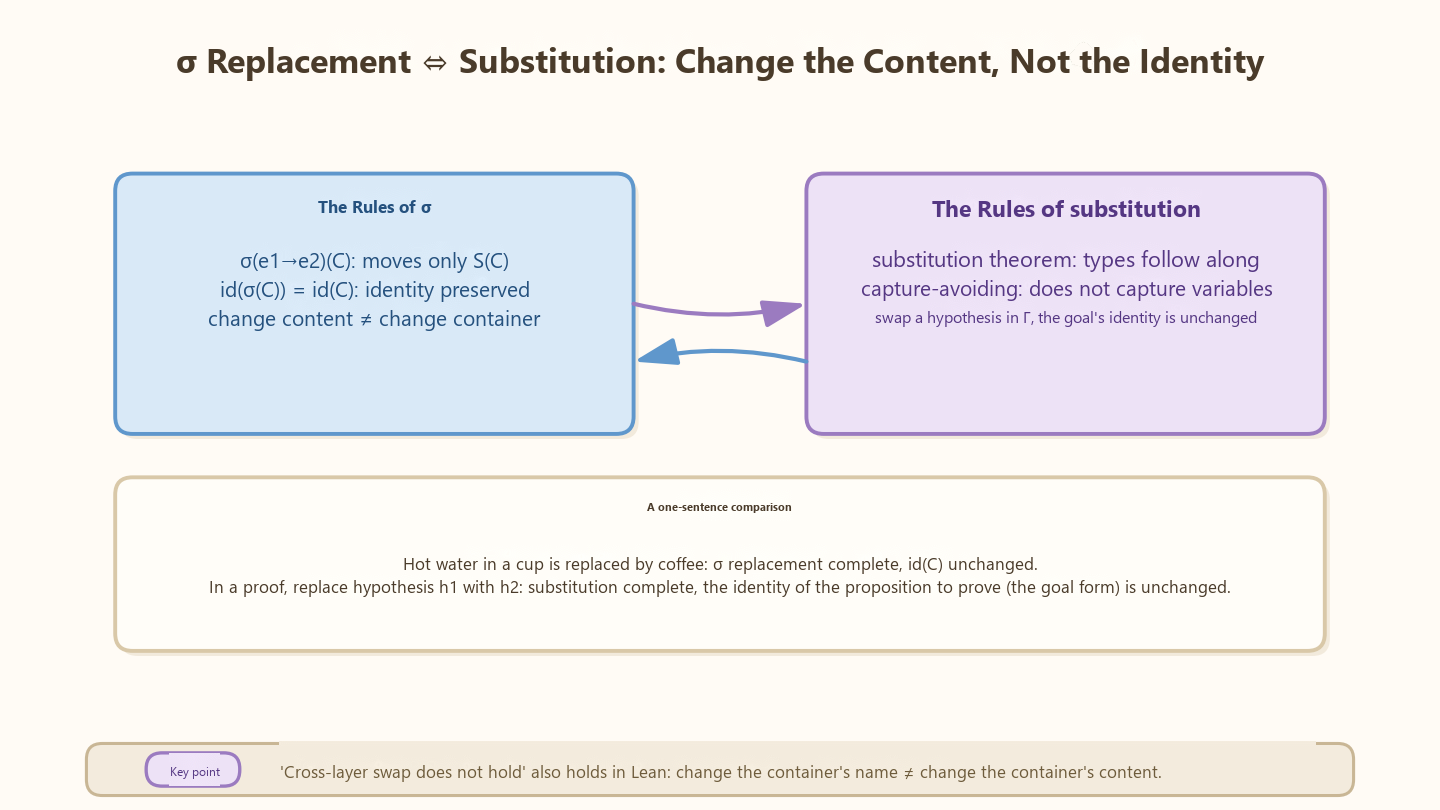 σ Replacement ⇔ Substitution: Change the Content, Not the Identity
The Rules of σ
σ(e1→e2)(C): moves only S(C)
id(σ(C)) = id(C): identity preserved
change content ≠ change container
The Rules of substitution
substitution theorem: types follow along
capture-avoiding: does not capture variables
swap a hypothesis in Γ, the goal's identity is unchanged
A one-sentence comparison
Hot water in a cup is replaced by coffee: σ replacement complete, id(C) unchanged.
In a proof, replace hypothesis h1 with h2: substitution complete, the identity of the proposition to prove (the goal form) is unchanged.
Key point
'Cross-layer swap does not hold' also holds in Lean: change the container's name ≠ change the container's content.